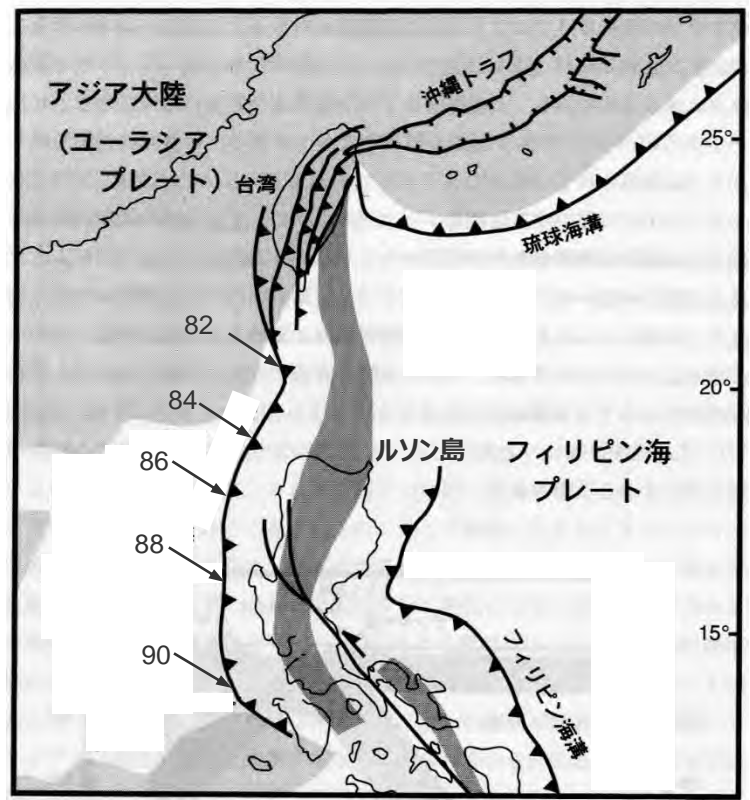 沖縄トラフ
アジア大陸
(ユーラシア
プレート)
台湾
25°
琉球海溝
82
20°
84
ルソン島
フィリピン海
プレート
86
88
15°
フィリピン海溝
90